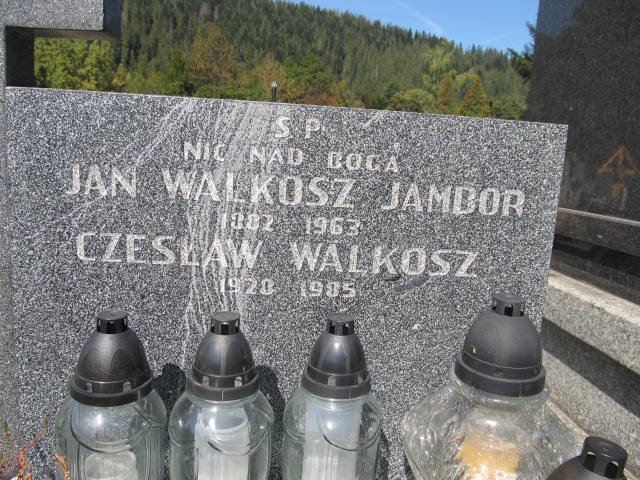 Ś P
NIC NAD BOGA
JAN WALKOSZ JAMBOR
1882 1963
CZESŁAW WALKOSZ
1928 1985